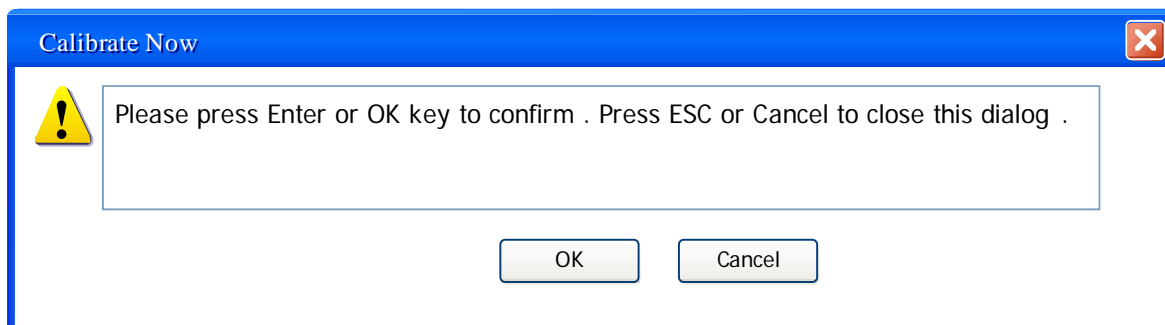 Calibrate Now
Please press Enter or OK key to confirm . Press ESC or Cancel to close this dialog .
OK Cancel